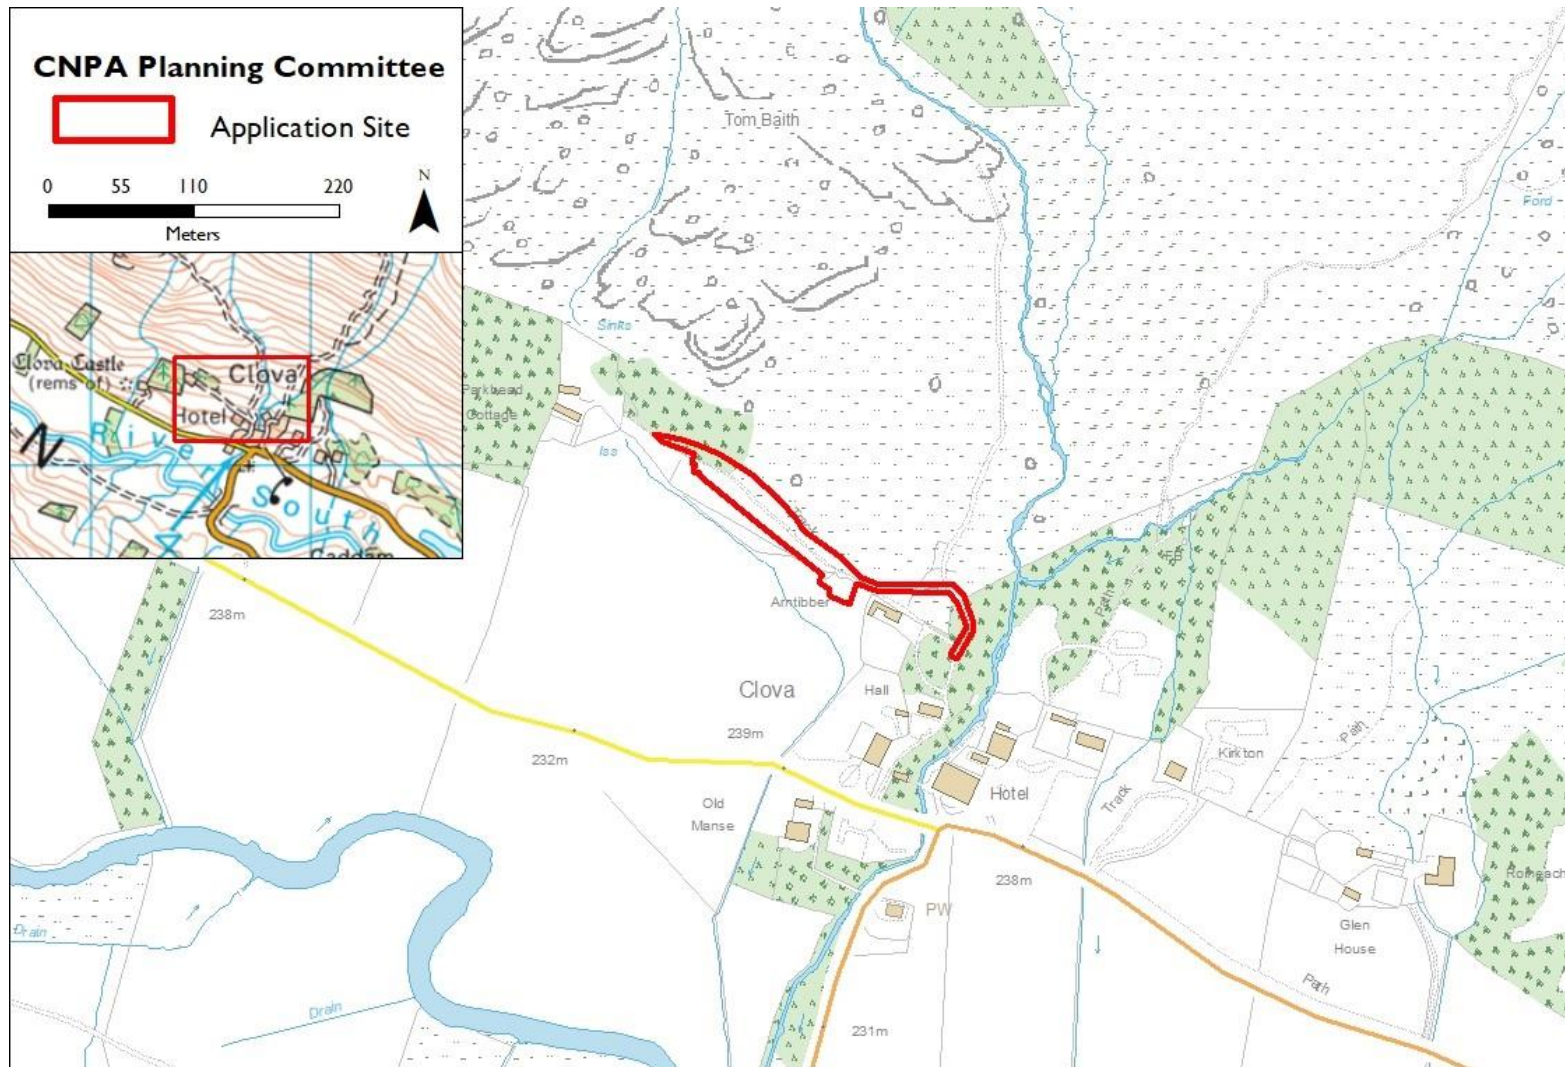 CNPA Planning Committee
Application Site
0 55 110 220
Meters
N
Clova Castle
(rems of)
Clova
Hotel
River
South
N
Tom Baith
Ford
Sinks
Parkhead
Cottage
Iss
Track
Arntibber
FB
Path
Clova
Hall
238m
239m
232m
Kirkton
Path
Hotel
Track
Old
Manse
238m
PW
Glen
House
Drain
Drain
Path
231m